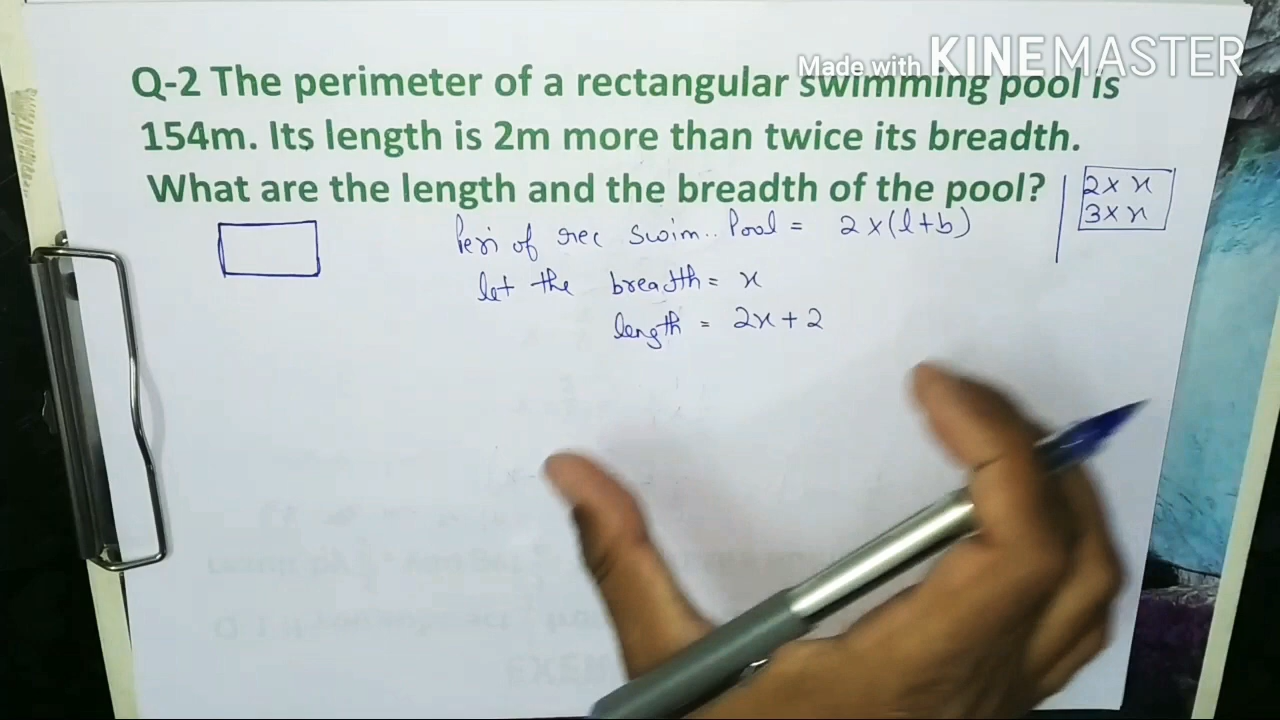 Made with KINEMASTER
Q-2 The perimeter of a rectangular swimming pool is
154m. Its length is 2m more than twice its breadth.
What are the length and the breadth of the pool?
2 x x
3 x x
Peri of rec swim.. Pool = 2 x (l+b)
let the breadth = x
length = 2x + 2